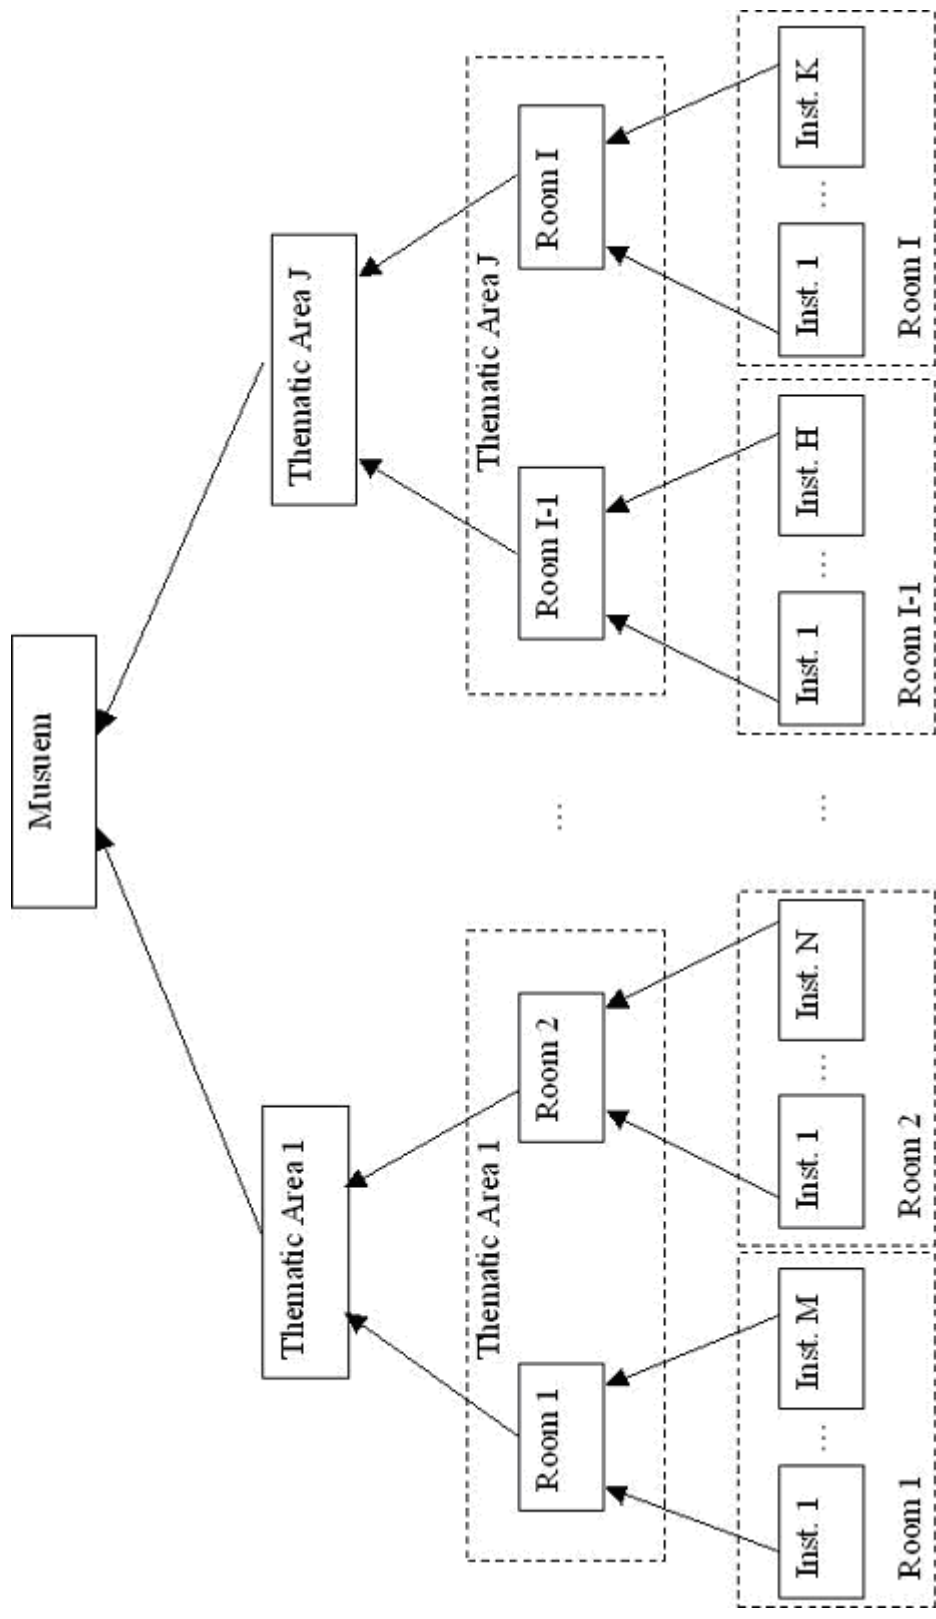 Musuem
Thematic Area 1
Thematic Area J
Thematic Area 1
Thematic Area J
Room 1
Room 2
...
Room I-1
Room I
Inst. 1 ... Inst. M
Inst. 1 ... Inst. N
...
Inst. 1 ... Inst. H
Inst. 1 ... Inst. K
Room 1
Room 2
Room I-1
Room I